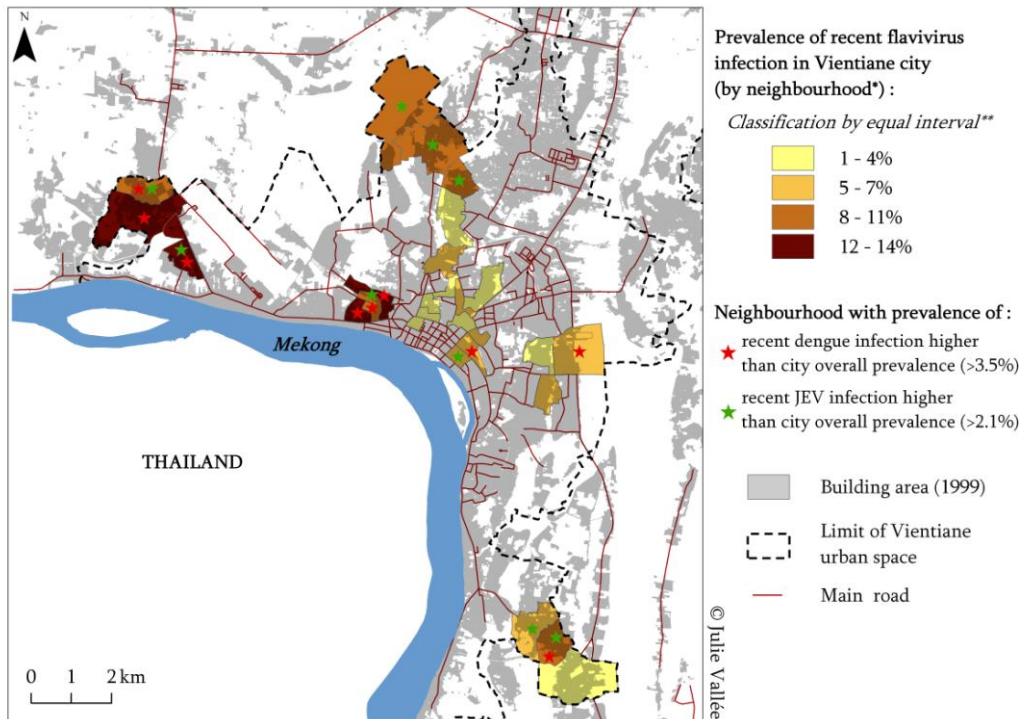 N
Mekong
THAILAND
0 1 2 km
© Julie Vallée
Prevalence of recent flavivirus
infection in Vientiane city
(by neighbourhood*) :
Classification by equal interval**
1 - 4%
5 - 7%
8 - 11%
12 - 14%
Neighbourhood with prevalence of :
recent dengue infection higher
than city overall prevalence (>3.5%)
recent JEV infection higher
than city overall prevalence (>2.1%)
Building area (1999)
Limit of Vientiane
urban space
Main road